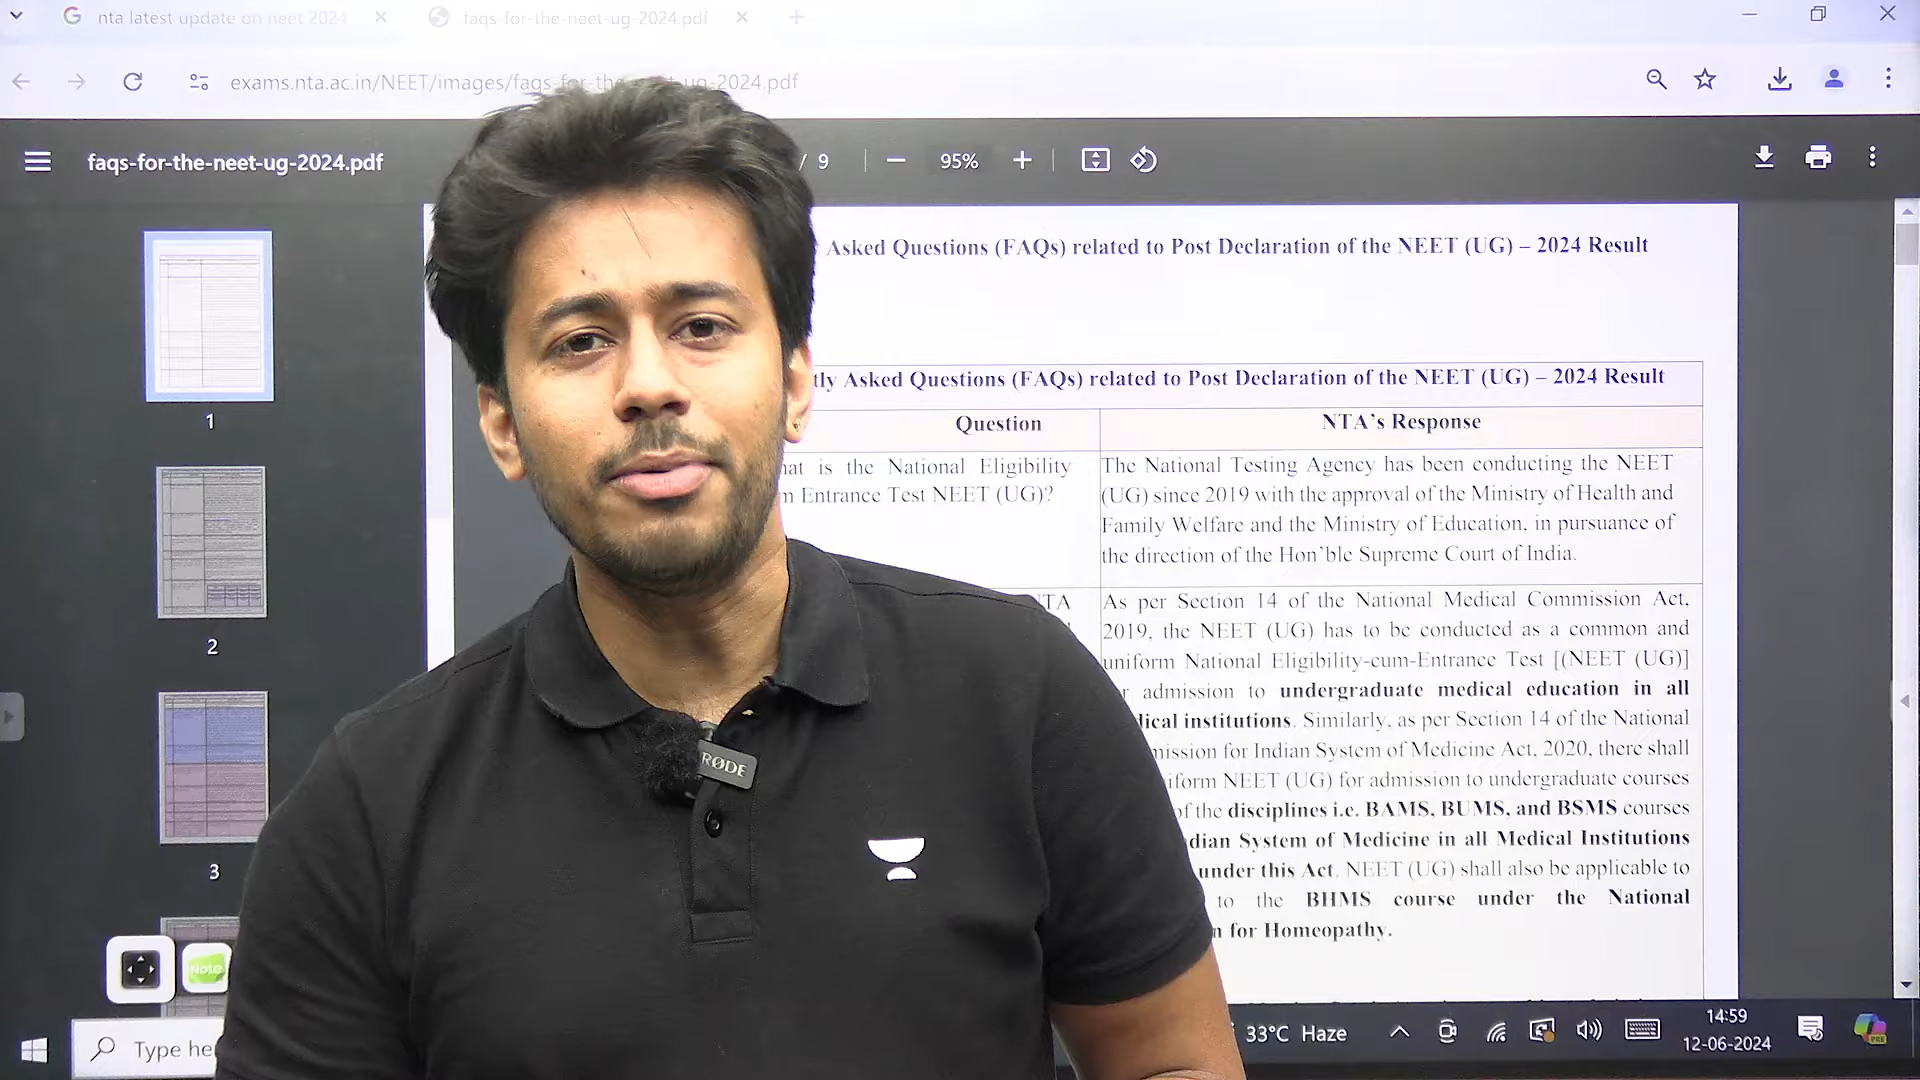 nta latest update on neet 2024
faqs-for-the-neet-ug-2024.pdf
exams.nta.ac.in/NEET/images/faqs-for-the-neet-ug-2024.pdf
faqs-for-the-neet-ug-2024.pdf
/ 9
95%
1
2
3
Asked Questions (FAQs) related to Post Declaration of the NEET (UG) – 2024 Result
tly Asked Questions (FAQs) related to Post Declaration of the NEET (UG) – 2024 Result
Question
NTA's Response
hat is the National Eligibility
Entrance Test NEET (UG)?
The National Testing Agency has been conducting the NEET
(UG) since 2019 with the approval of the Ministry of Health and
Family Welfare and the Ministry of Education, in pursuance of
the direction of the Hon'ble Supreme Court of India.
NTA
As per Section 14 of the National Medical Commission Act,
2019, the NEET (UG) has to be conducted as a common and
uniform National Eligibility-cum-Entrance Test [(NEET (UG)]
r admission to undergraduate medical education in all
dical institutions. Similarly, as per Section 14 of the National
mission for Indian System of Medicine Act, 2020, there shall
iform NEET (UG) for admission to undergraduate courses
of the disciplines i.e. BAMS, BUMS, and BSMS courses
dian System of Medicine in all Medical Institutions
under this Act. NEET (UG) shall also be applicable to
to the BHMS course under the National
n for Homeopathy.
RØDE
Note
Type he
33°C Haze
14:59
12-06-2024